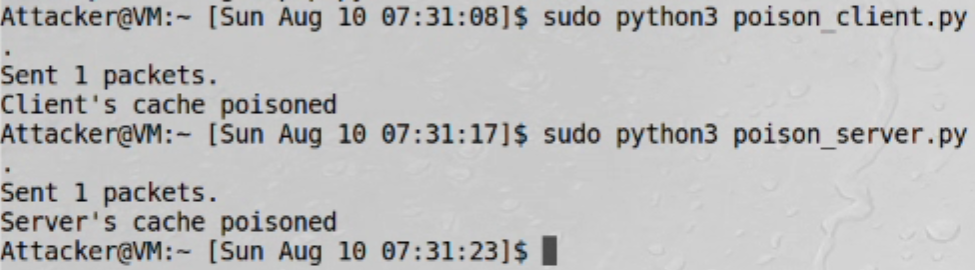 Attacker@VM:~ [Sun Aug 10 07:31:08]$ sudo python3 poison_client.py
.
Sent 1 packets.
Client's cache poisoned
Attacker@VM:~ [Sun Aug 10 07:31:17]$ sudo python3 poison_server.py
.
Sent 1 packets.
Server's cache poisoned
Attacker@VM:~ [Sun Aug 10 07:31:23]$